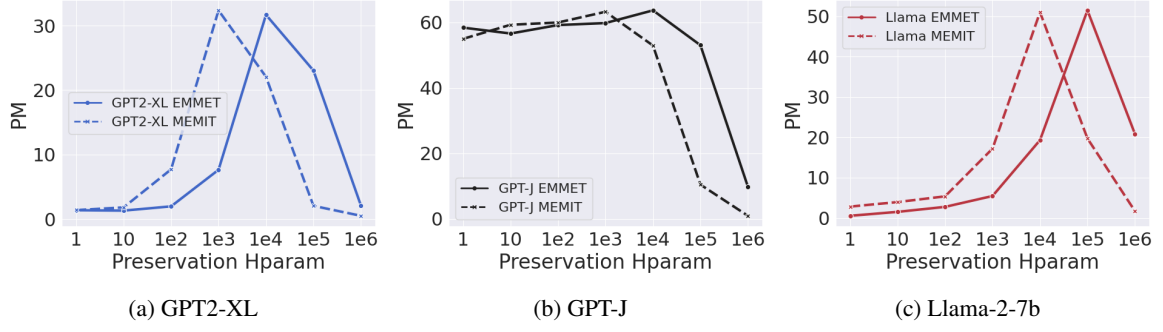 PM
30
20
10
0
GPT2-XL EMMET
GPT2-XL MEMIT
1 10 1e2 1e3 1e4 1e5 1e6
Preservation Hparam
(a) GPT2-XL
PM
60
40
20
0
GPT-J EMMET
GPT-J MEMIT
1 10 1e2 1e3 1e4 1e5 1e6
Preservation Hparam
(b) GPT-J
PM
50
40
30
20
10
0
Llama EMMET
Llama MEMIT
1 10 1e2 1e3 1e4 1e5 1e6
Preservation Hparam
(c) Llama-2-7b